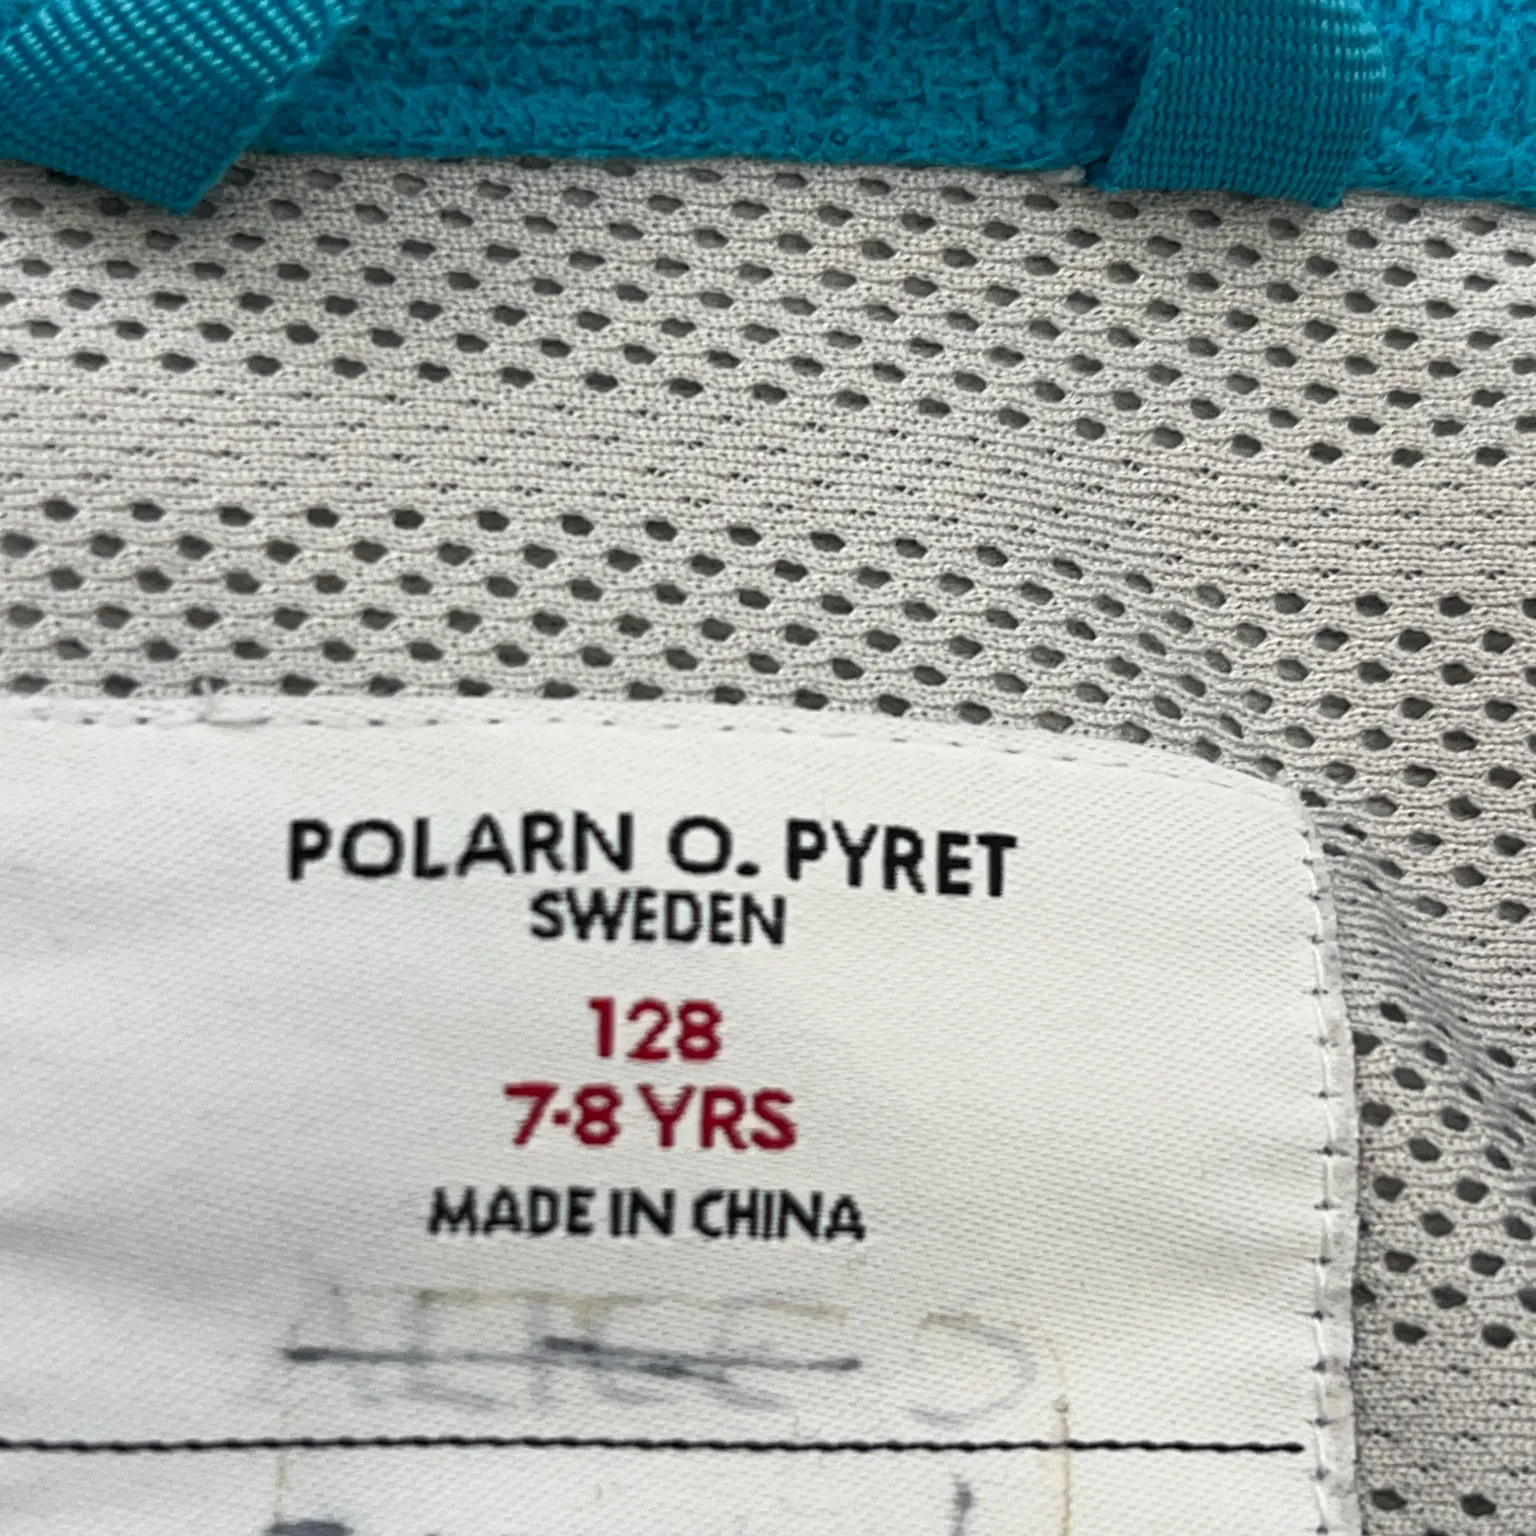 POLARN O. PYRET
SWEDEN
128
7-8 YRS
MADE IN CHINA